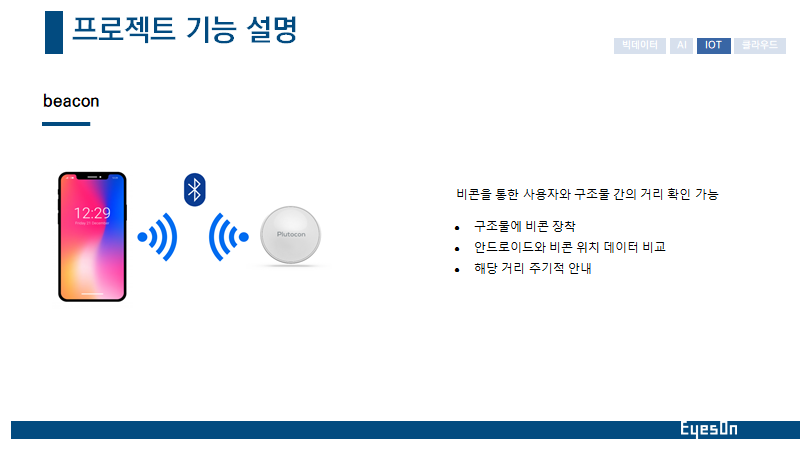 프로젝트 기능 설명
빅데이터 AI IOT 클라우드
beacon
12:29
Plutocon
비콘을 통한 사용자와 구조물 간의 거리 확인 가능
• 구조물에 비콘 장착
• 안드로이드와 비콘 위치 데이터 비교
• 해당 거리 주기적 안내
EyesOn